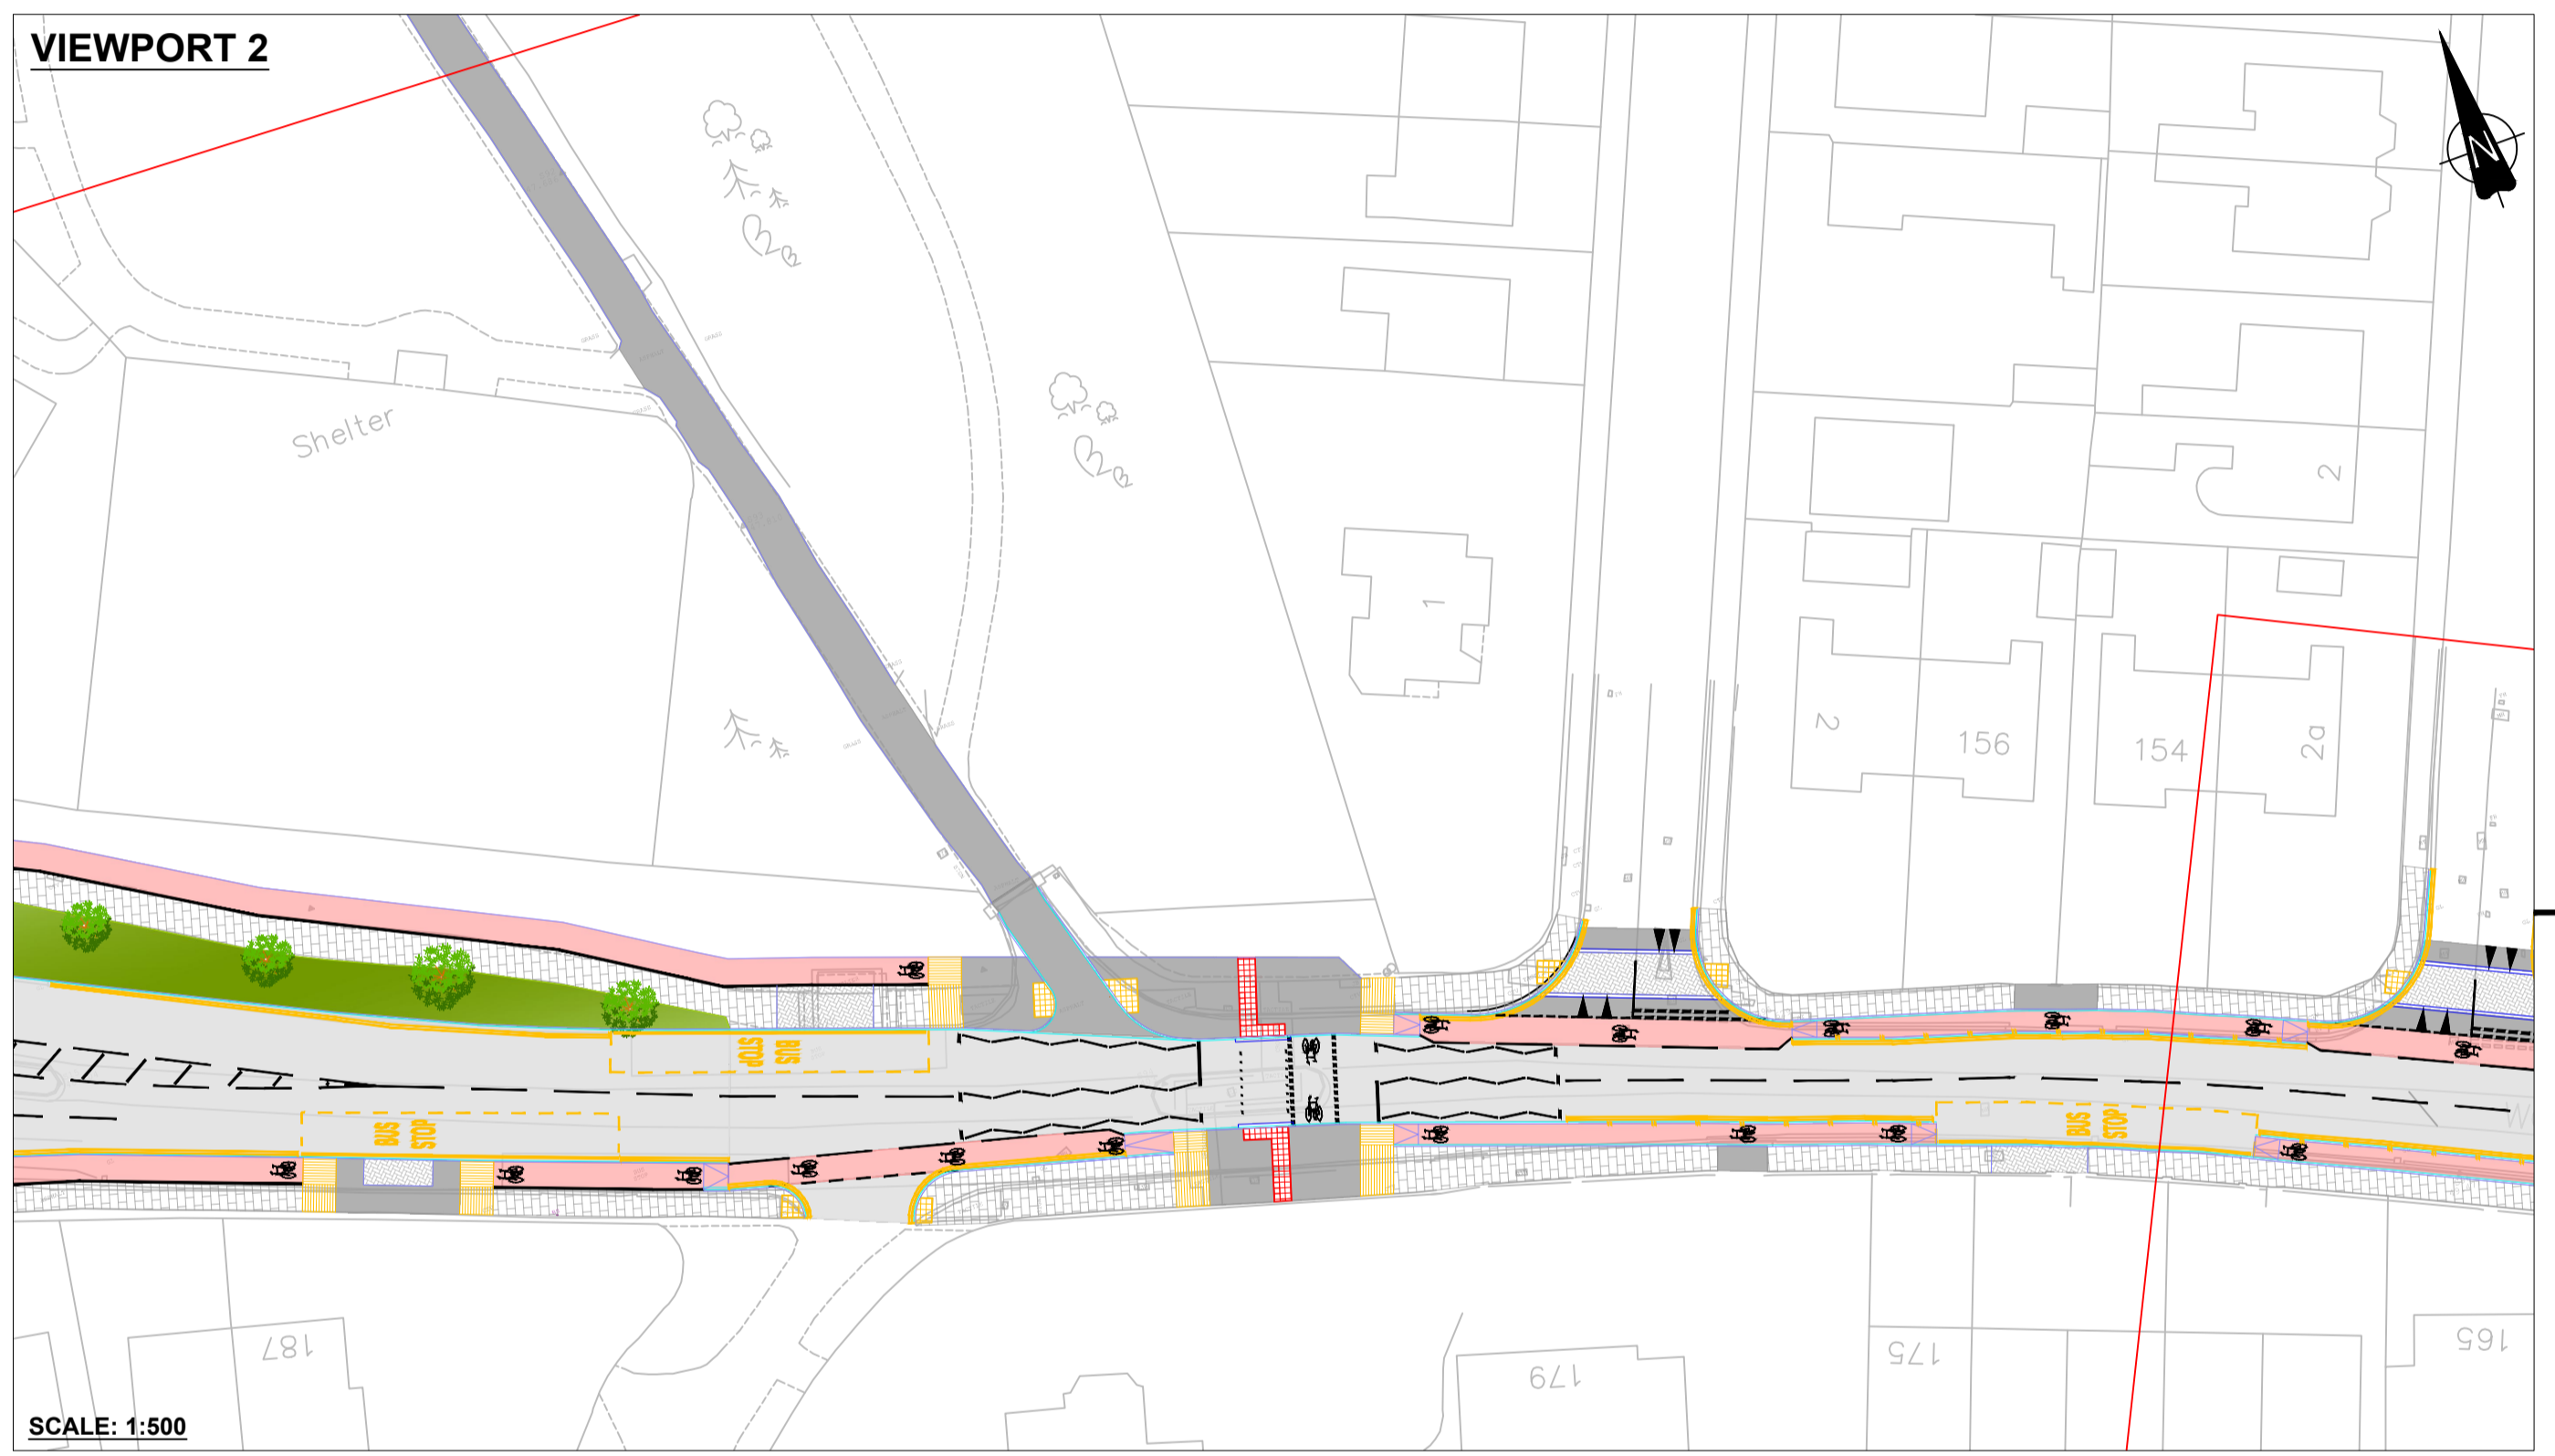 VIEWPORT 2
N
Shelter
2
1
2
156
154
2a
BUS
STOP
BUS
STOP
BUS
STOP
187
179
175
165
SCALE: 1:500